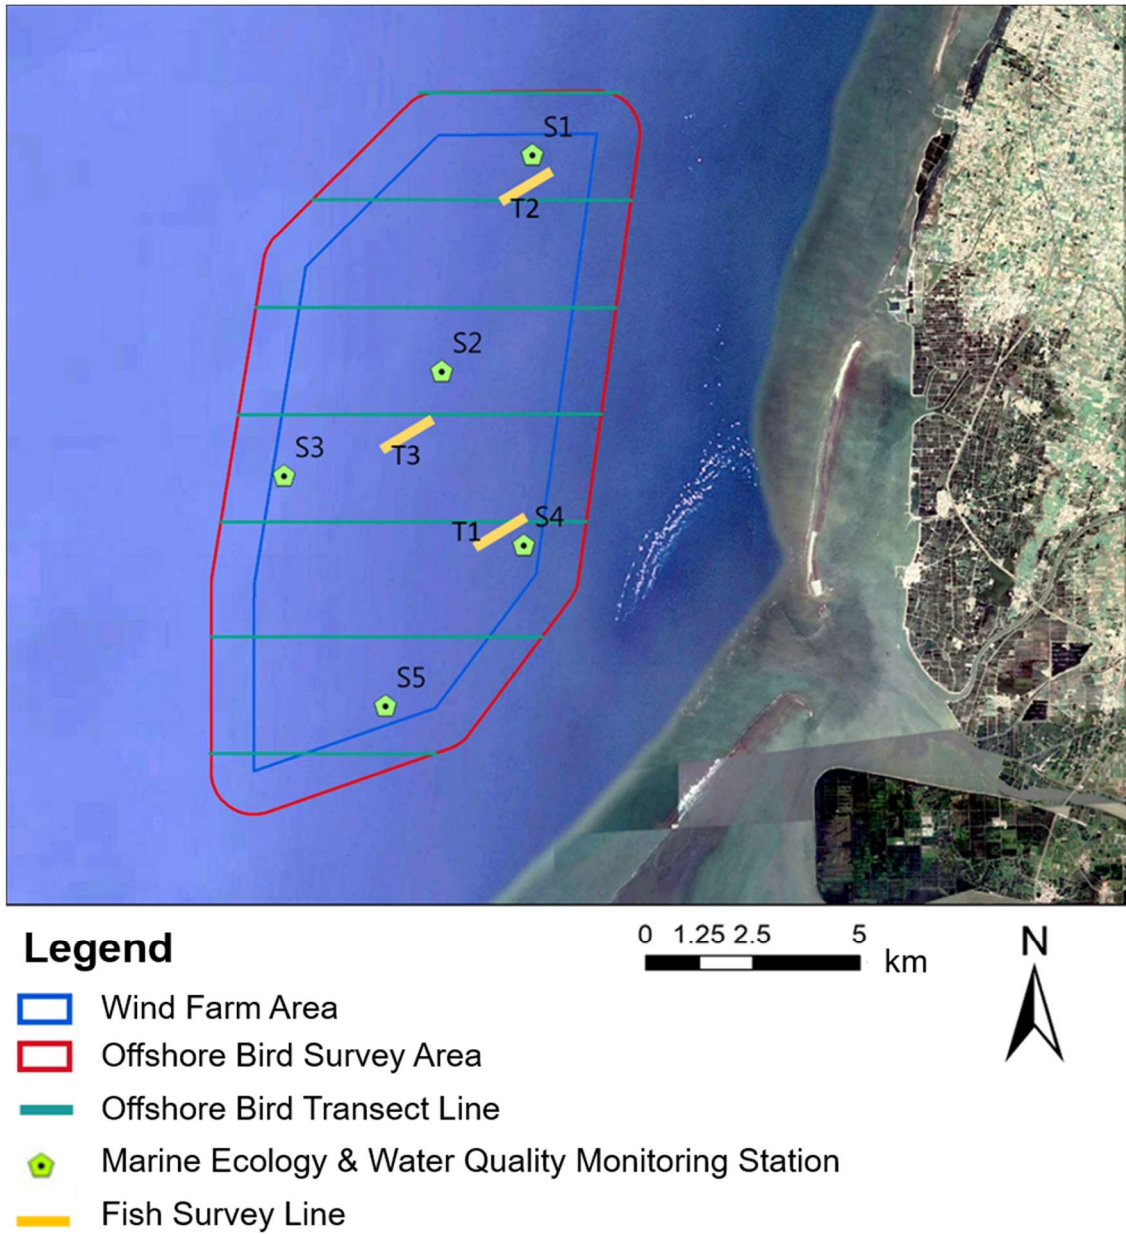 S1
T2
S2
S3
T3
T1
S4
S5
Legend
0 1.25 2.5 5
km
N
Wind Farm Area
Offshore Bird Survey Area
Offshore Bird Transect Line
Marine Ecology & Water Quality Monitoring Station
Fish Survey Line